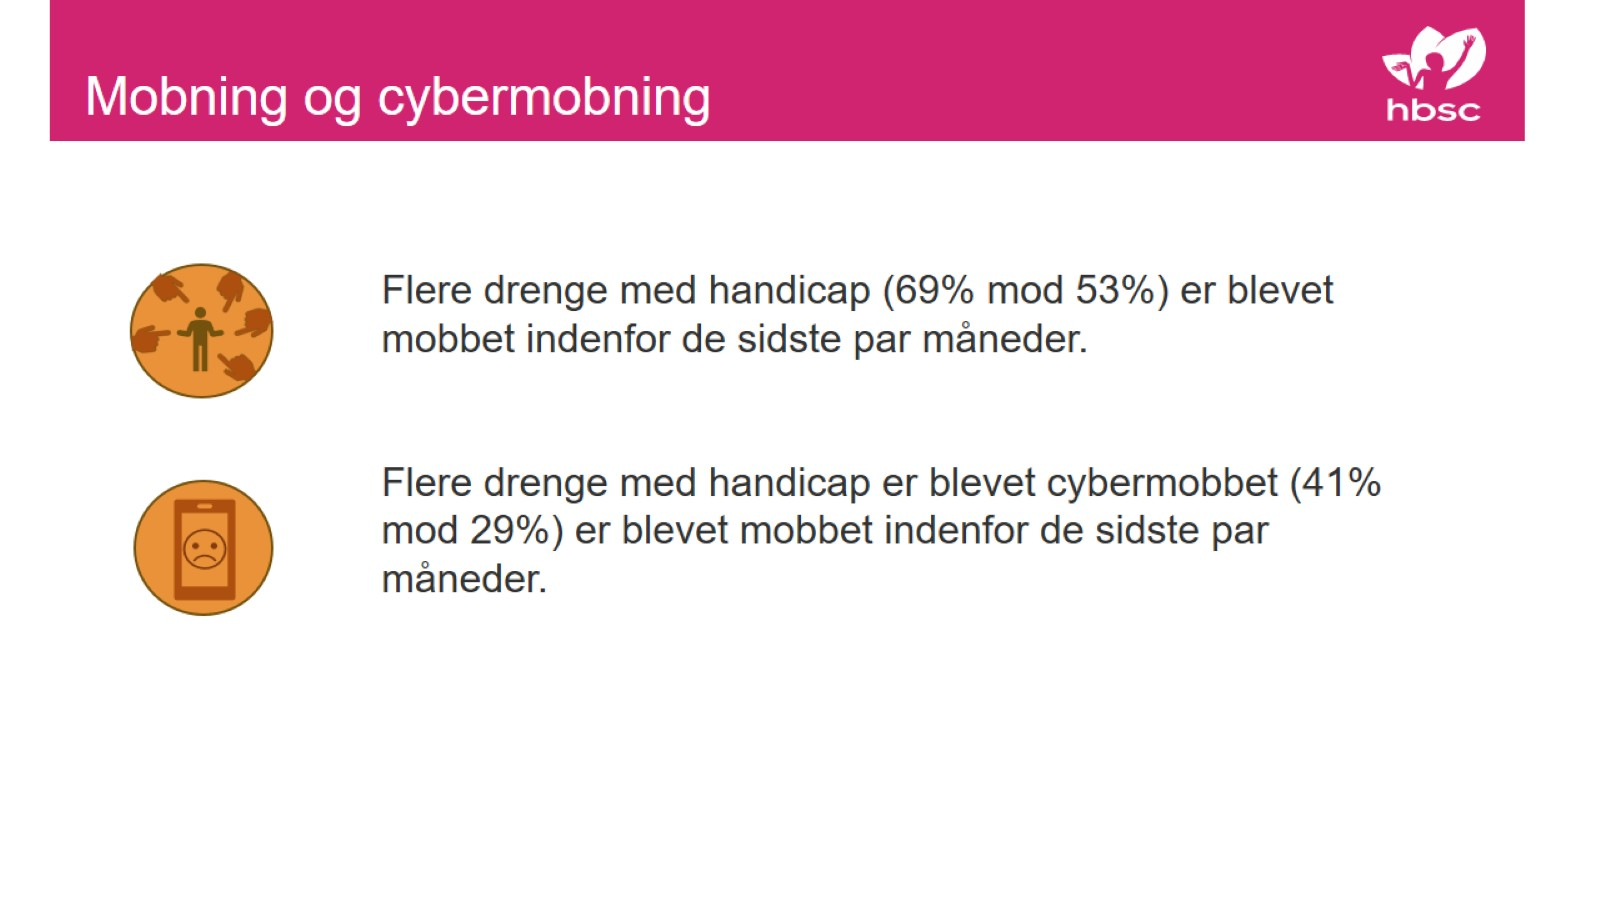 Mobning og cybermobning
hbsc
Flere drenge med handicap (69% mod 53%) er blevet
mobbet indenfor de sidste par måneder.
Flere drenge med handicap er blevet cybermobbet (41%
mod 29%) er blevet mobbet indenfor de sidste par
måneder.